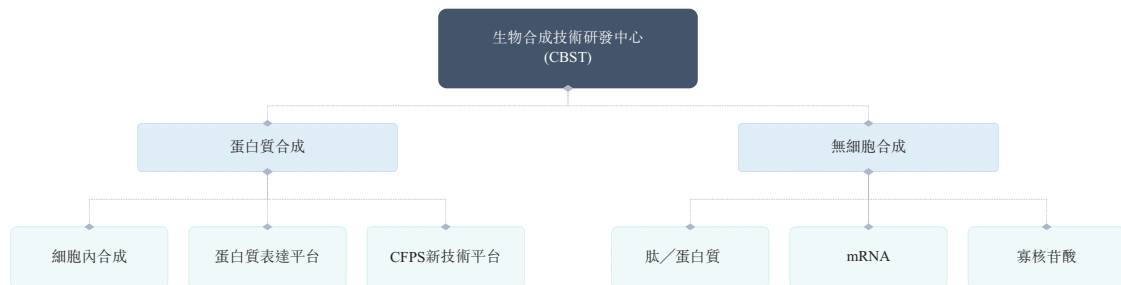 生物合成技術研發中心
(CBST)
蛋白質合成
無細胞合成
細胞內合成
蛋白質表達平台
CFPS新技術平台
肽／蛋白質
mRNA
寡核苷酸